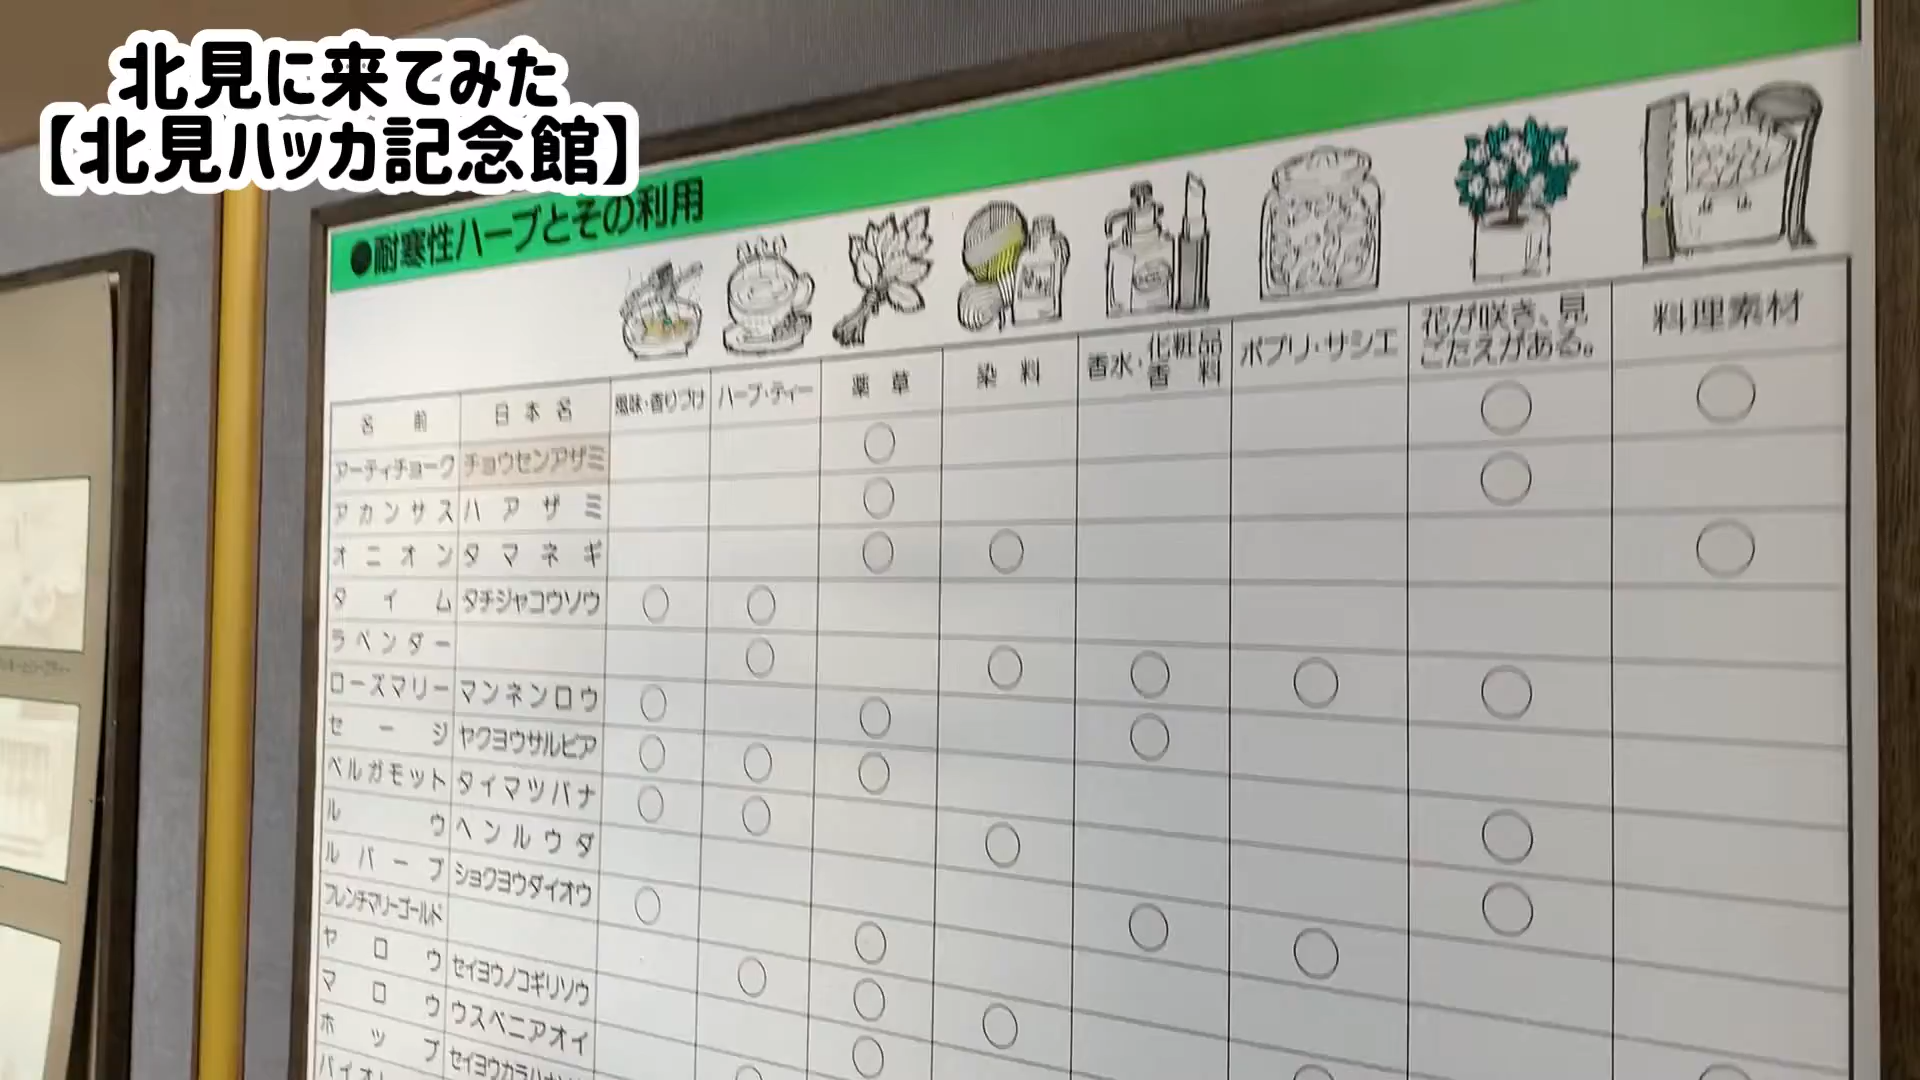 北見に来てみた
【北見ハッカ記念館】
●耐寒性ハーブとその利用
名前 日本名 風味・香りづけ ハーブ・ティー 薬草 染料 香水・化粧品香料 ポプリ・サシエ 花が咲き、見ごたえがある。 料理素材
アーティチョーク チョウセンアザミ ○ ○ ○
アカンサス ハアザミ ○ ○
オニオン タマネギ ○ ○ ○
タイム タチジャコウソウ ○ ○
ラベンダー ○ ○ ○ ○ ○
ローズマリー マンネンロウ ○ ○ ○
セージ ヤクヨウサルビア ○ ○ ○
ベルガモット タイマツバナ ○ ○ ○
ルウ ヘンルウダ ○ ○
ルバーブ ショクヨウダイオウ ○
フレンチマリーゴールド ○ ○ ○
ヤロウ セイヨウノコギリソウ ○ ○
マロウ ウスベニアオイ ○
ホップ